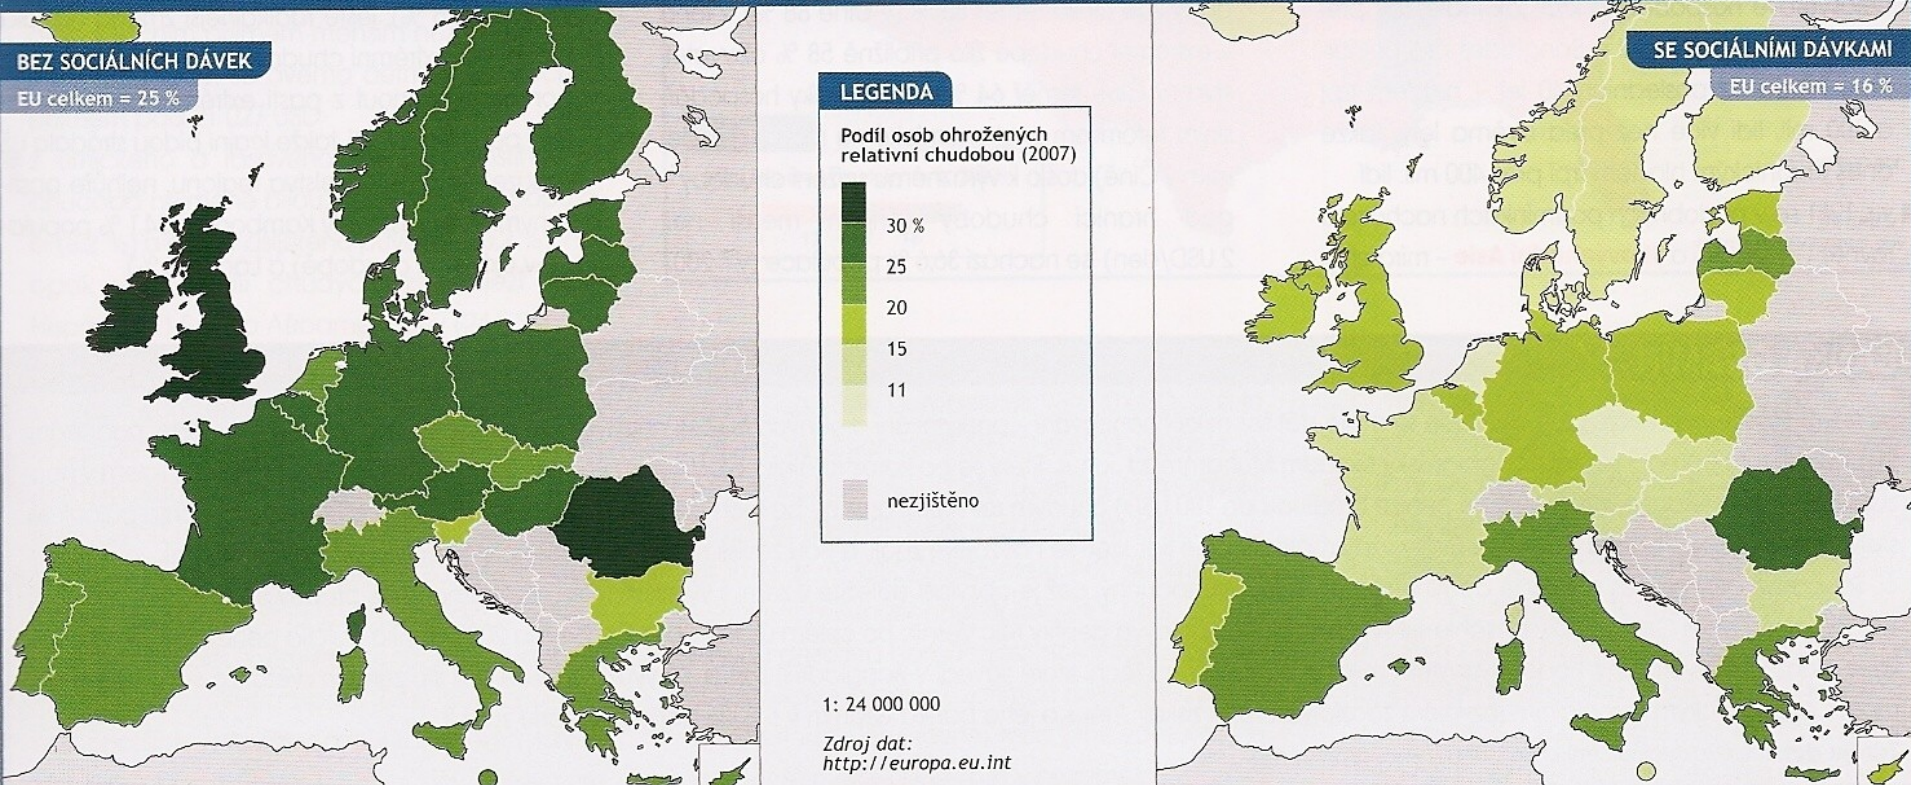 BEZ SOCIÁLNÍCH DÁVEK
EU celkem = 25 %
LEGENDA
Podíl osob ohrožených
relativní chudobou (2007)
30 %
25
20
15
11
nezjištěno
1: 24 000 000
Zdroj dat:
http://europa.eu.int
SE SOCIÁLNÍMI DÁVKAMI
EU celkem = 16 %